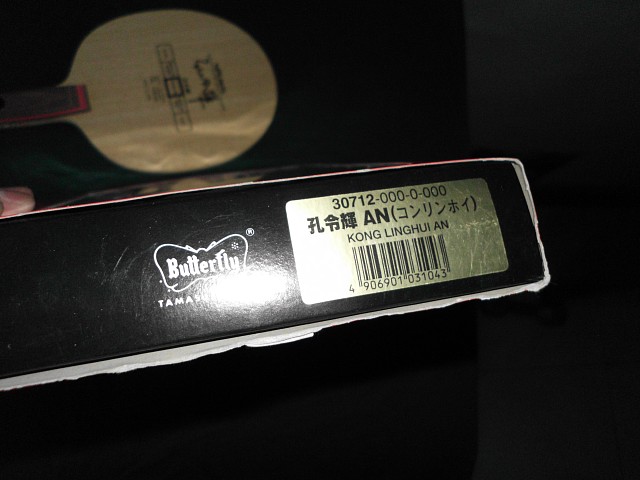 30712-000-0-000
孔令輝 AN(コンリンホイ)
KONG LINGHUI AN
4 906901 031043
Butterfly ®